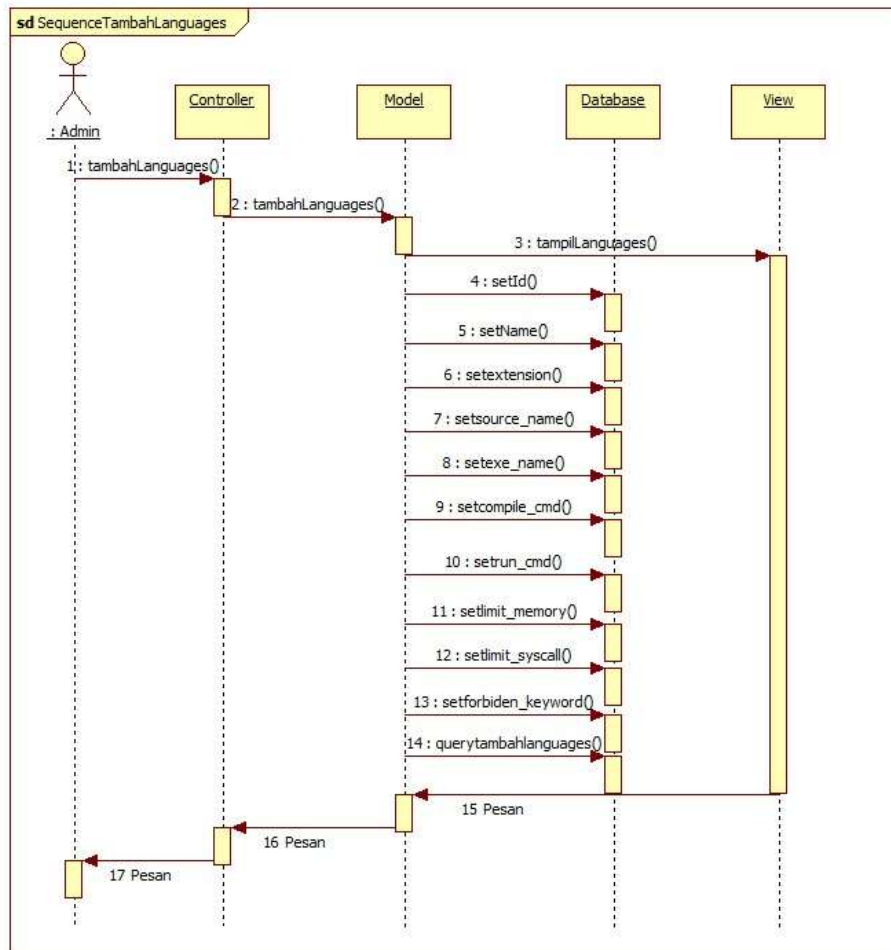 sd SequenceTambahLanguages
: Admin
Controller
Model
Database
View
1 : tambahLanguages()
2 : tambahLanguages()
3 : tampilLanguages()
4 : setId()
5 : setName()
6 : setextension()
7 : setsource_name()
8 : setexe_name()
9 : setcompile_cmd()
10 : setrun_cmd()
11 : setlimit_memory()
12 : setlimit_syscall()
13 : setforbiden_keyword()
14 : querytambahlanguages()
15 Pesan
16 Pesan
17 Pesan